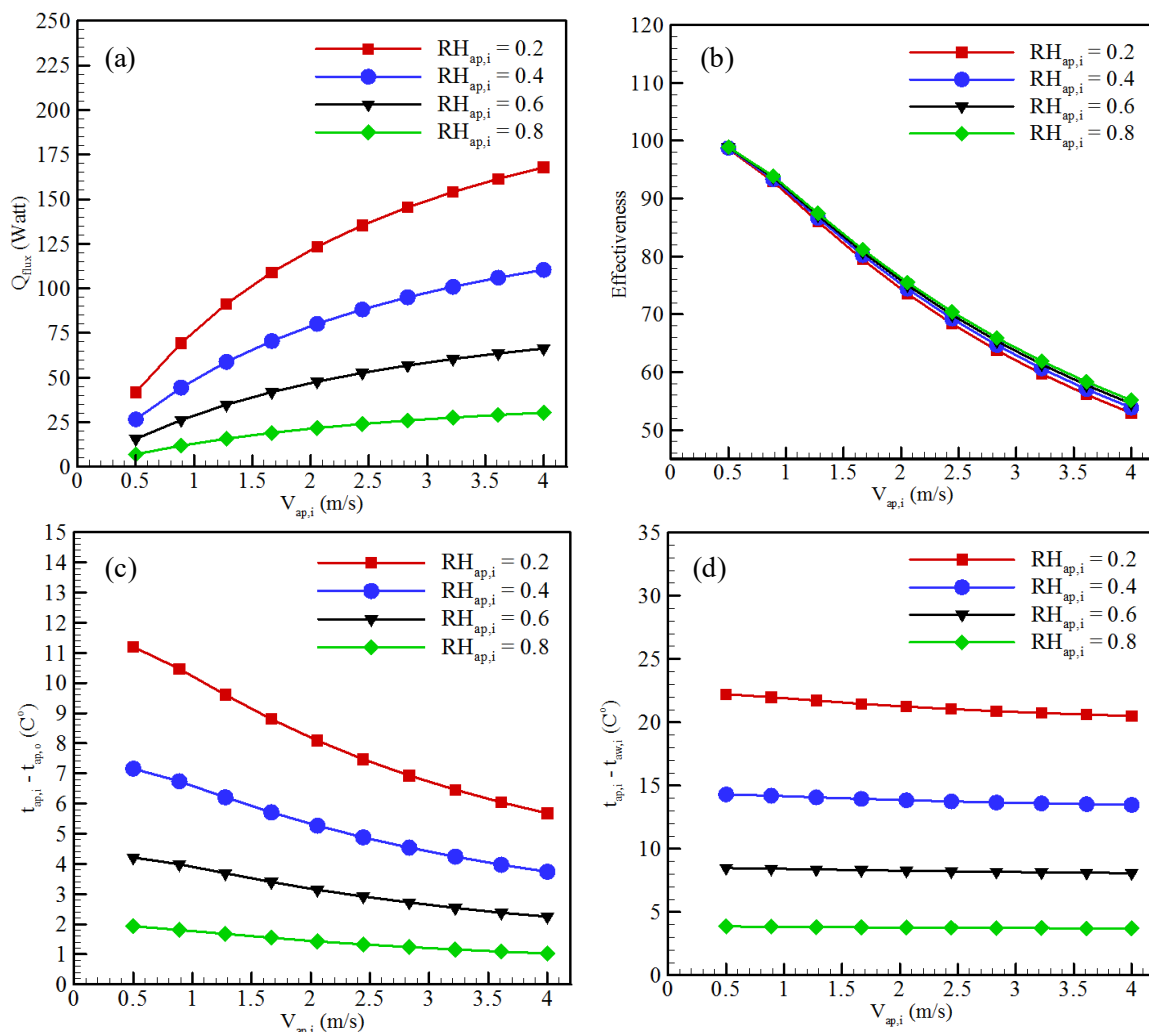 (a)
RH_ap,i = 0.2
RH_ap,i = 0.4
RH_ap,i = 0.6
RH_ap,i = 0.8
250
225
200
175
150
125
100
75
50
25
0
Q_flux (Watt)
0 0.5 1 1.5 2 2.5 3 3.5 4
V_ap,i (m/s)
(b)
RH_ap,i = 0.2
RH_ap,i = 0.4
RH_ap,i = 0.6
RH_ap,i = 0.8
120
110
100
90
80
70
60
50
Effectiveness
0 0.5 1 1.5 2 2.5 3 3.5 4
V_ap,i (m/s)
(c)
RH_ap,i = 0.2
RH_ap,i = 0.4
RH_ap,i = 0.6
RH_ap,i = 0.8
15
14
13
12
11
10
9
8
7
6
5
4
3
2
1
0
t_ap,i - t_ap,o (C°)
0 0.5 1 1.5 2 2.5 3 3.5 4
V_ap,i (m/s)
(d)
RH_ap,i = 0.2
RH_ap,i = 0.4
RH_ap,i = 0.6
RH_ap,i = 0.8
35
30
25
20
15
10
5
0
t_ap,i - t_aw,i (C°)
0 0.5 1 1.5 2 2.5 3 3.5 4
V_ap,i (m/s)